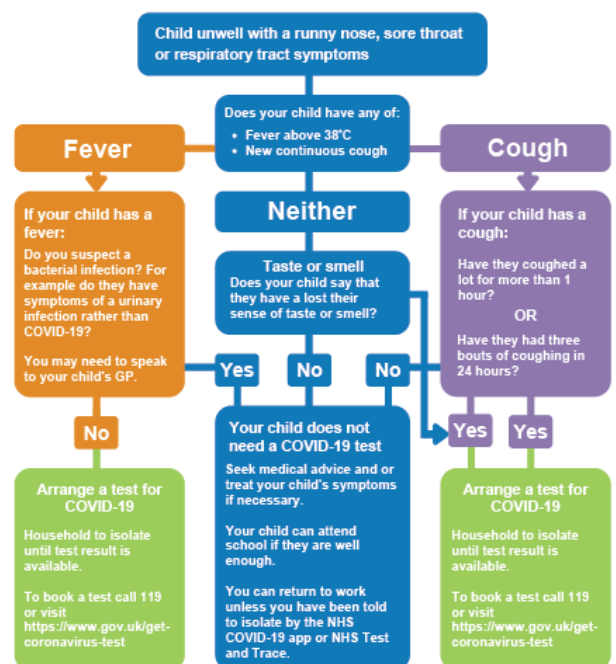 Child unwell with a runny nose, sore throat
or respiratory tract symptoms
Does your child have any of:
• Fever above 38°C
• New continuous cough
Fever
Cough
Neither
If your child has a
fever:
Do you suspect a
bacterial infection? For
example do they have
symptoms of a urinary
infection rather than
COVID-19?
You may need to speak
to your child's GP.
Taste or smell
Does your child say that
they have a lost their
sense of taste or smell?
If your child has a
cough:
Have they coughed a
lot for more than 1
hour?
OR
Have they had three
bouts of coughing in
24 hours?
Yes
No
No
No
Yes
Yes
Arrange a test for
COVID-19
Household to isolate
until test result is
available.
To book a test call 119
or visit
https://www.gov.uk/get-
coronavirus-test
Your child does not
need a COVID-19 test
Seek medical advice and or
treat your child's symptoms
if necessary.
Your child can attend
school if they are well
enough.
You can return to work
unless you have been told
to isolate by the NHS
COVID-19 app or NHS Test
and Trace.
Arrange a test for
COVID-19
Household to isolate
until test result is
available.
To book a test call 119
or visit
https://www.gov.uk/get-
coronavirus-test